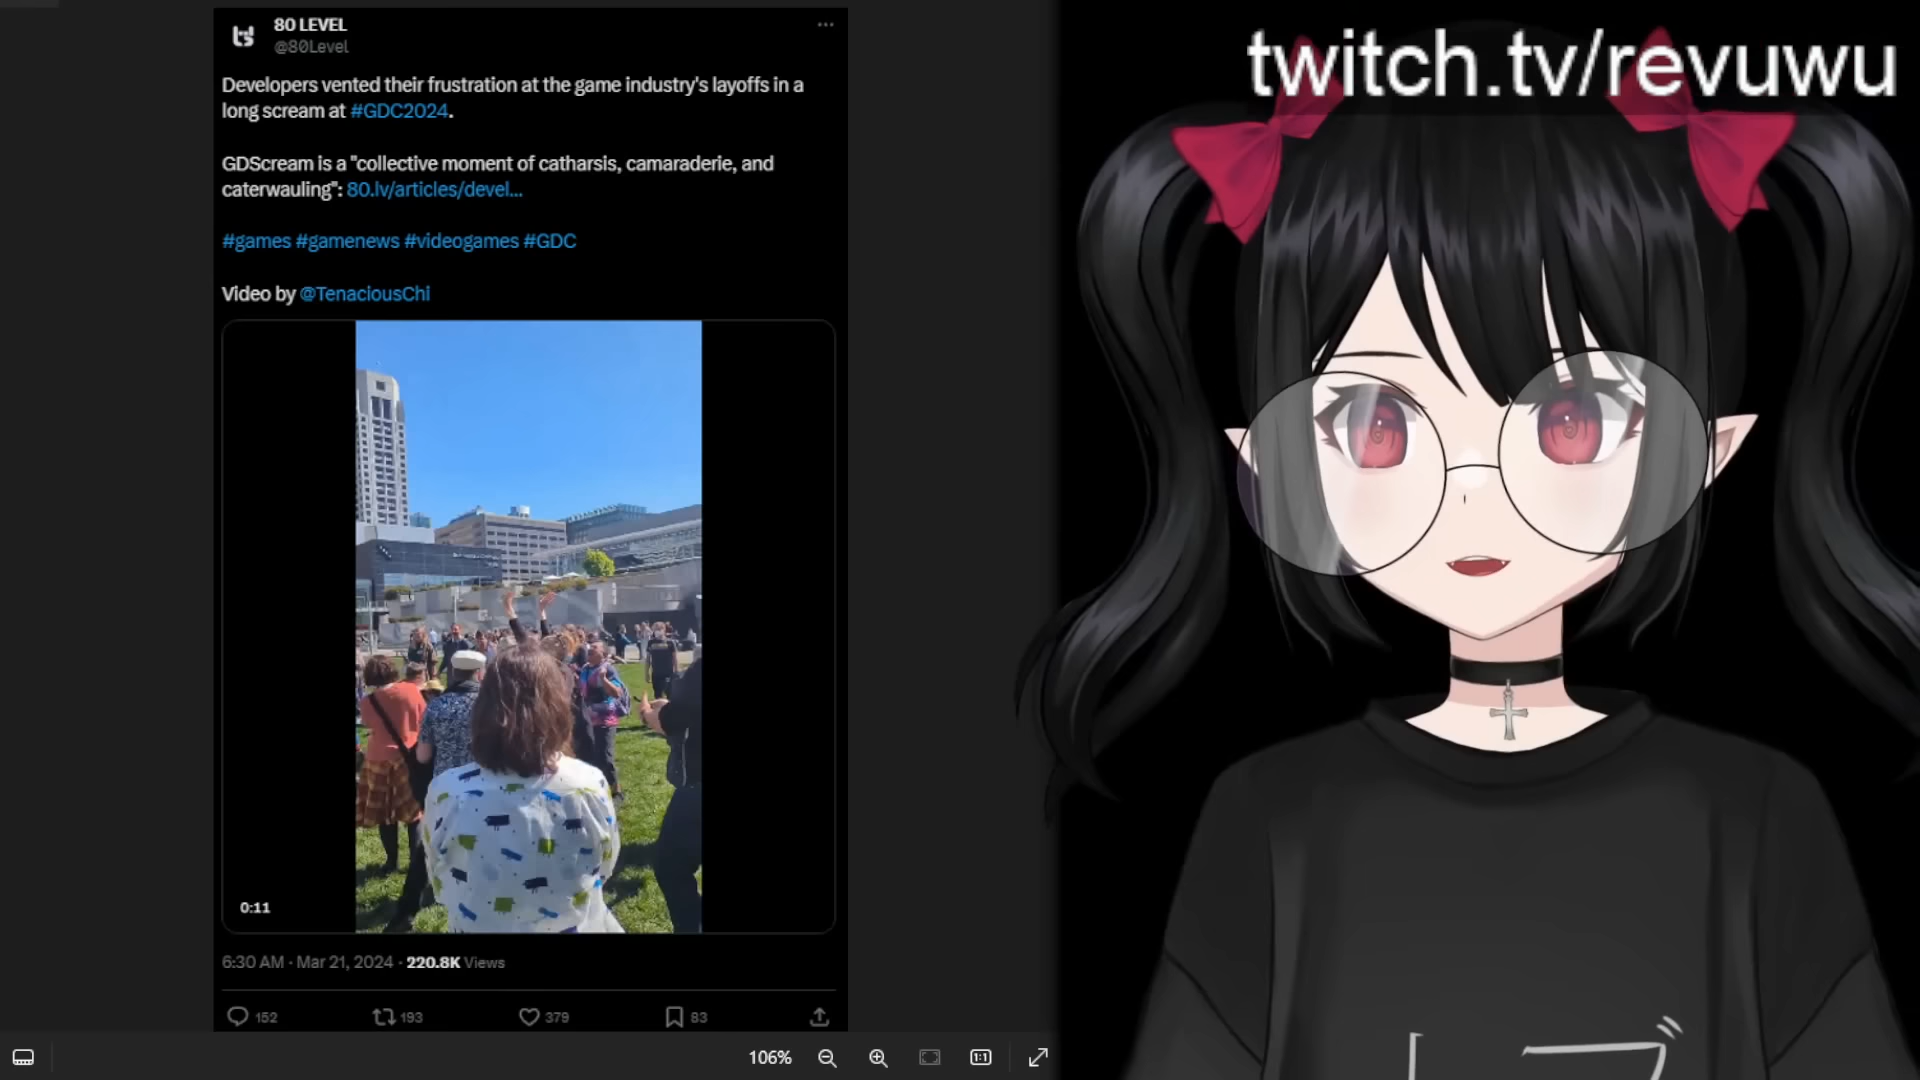 80 LEVEL
@80Level
Developers vented their frustration at the game industry's layoffs in a
long scream at #GDC2024.
GDScream is a "collective moment of catharsis, camaraderie, and
caterwauling": 80.lv/articles/devel...
#games #gamenews #videogames #GDC
Video by @TenaciousChi
0:11
6:30 AM · Mar 21, 2024 · 220.8K Views
152 193 379 83
106% 1:1
twitch.tv/revuwu